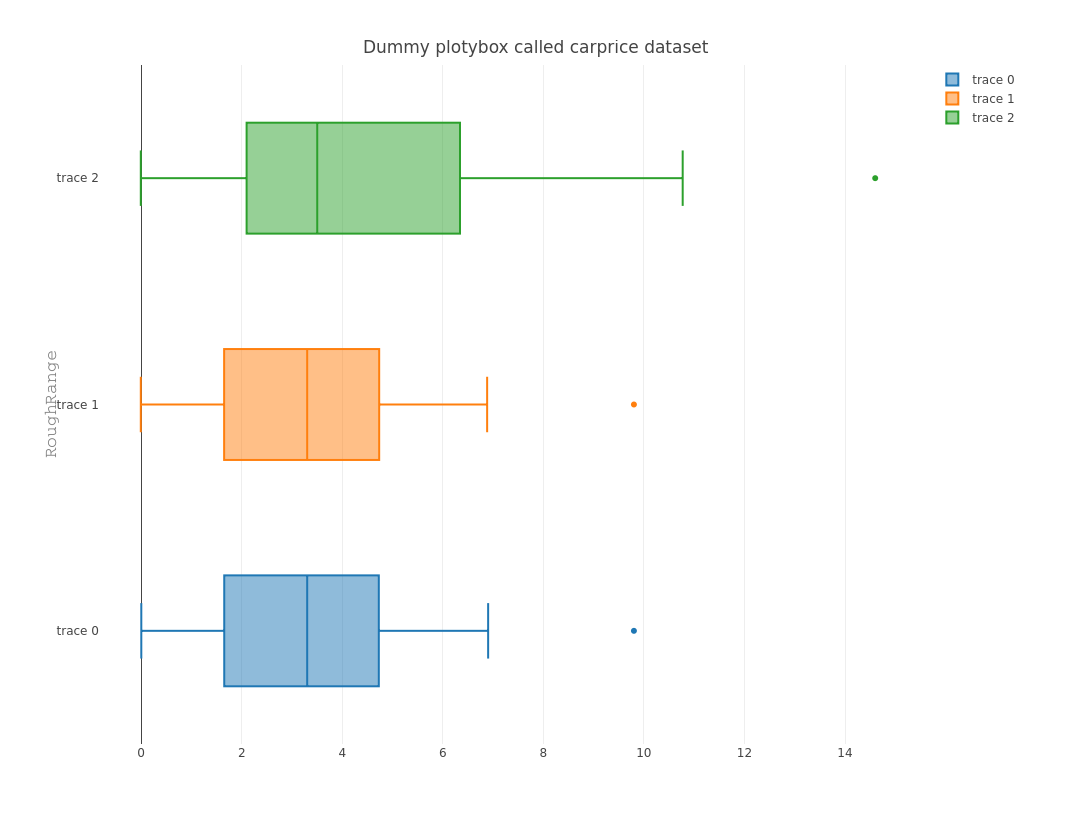 Dummy plotybox called carprice dataset
trace 0
trace 1
trace 2
trace 2
RoughRange
trace 1
trace 0
0 2 4 6 8 10 12 14